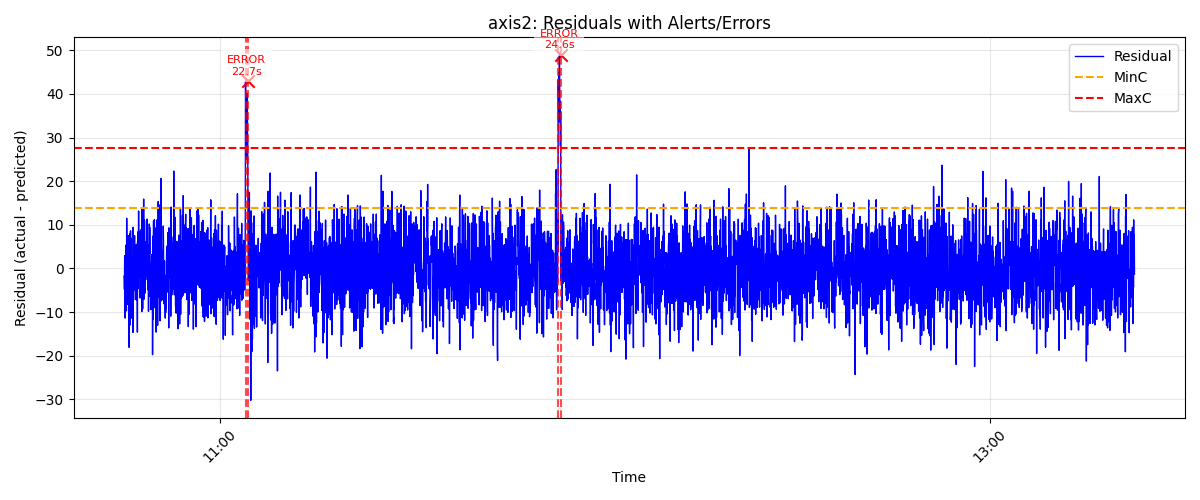 axis2: Residuals with Alerts/Errors
ERROR
24.6s
ERROR
22.7s
Residual
MinC
MaxC
Residual (actual - predicted)
50
40
30
20
10
0
−10
−20
−30
11:00
13:00
Time